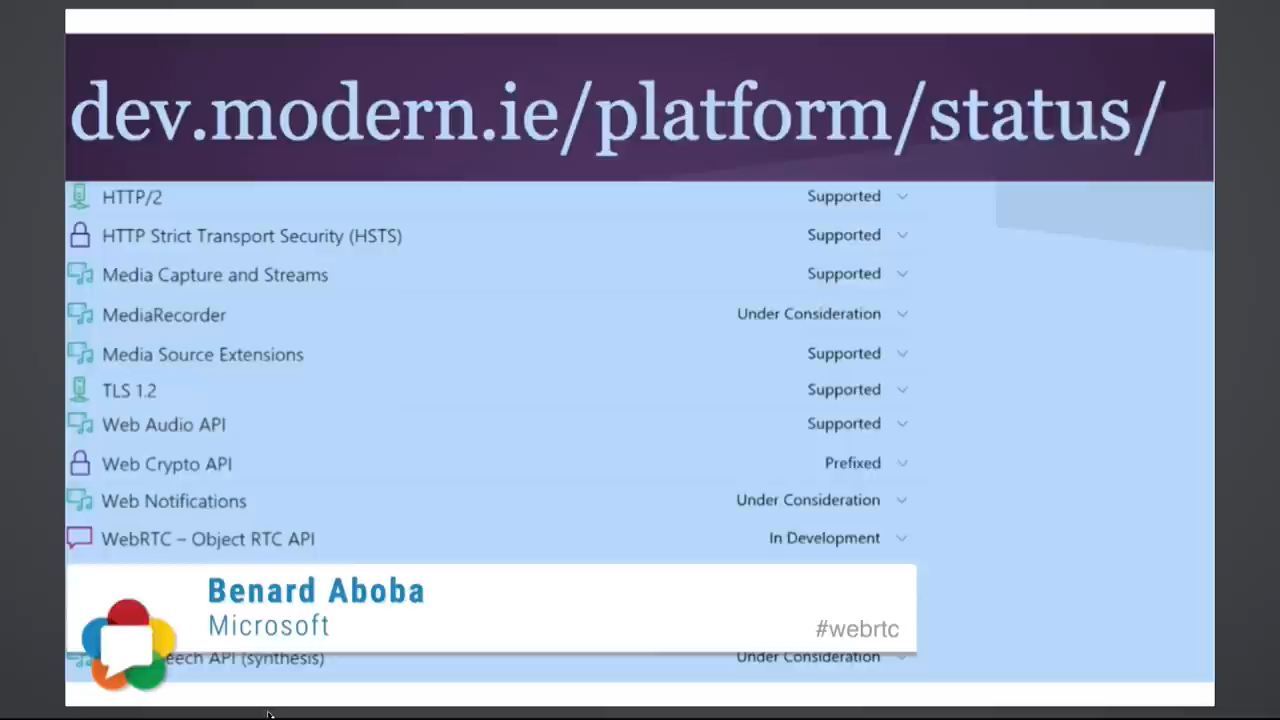 dev.modern.ie/platform/status/
HTTP/2 Supported
HTTP Strict Transport Security (HSTS) Supported
Media Capture and Streams Supported
MediaRecorder Under Consideration
Media Source Extensions Supported
TLS 1.2 Supported
Web Audio API Supported
Web Crypto API Prefixed
Web Notifications Under Consideration
WebRTC – Object RTC API In Development
Benard Aboba
Microsoft
#webrtc
API (synthesis) Under Consideration